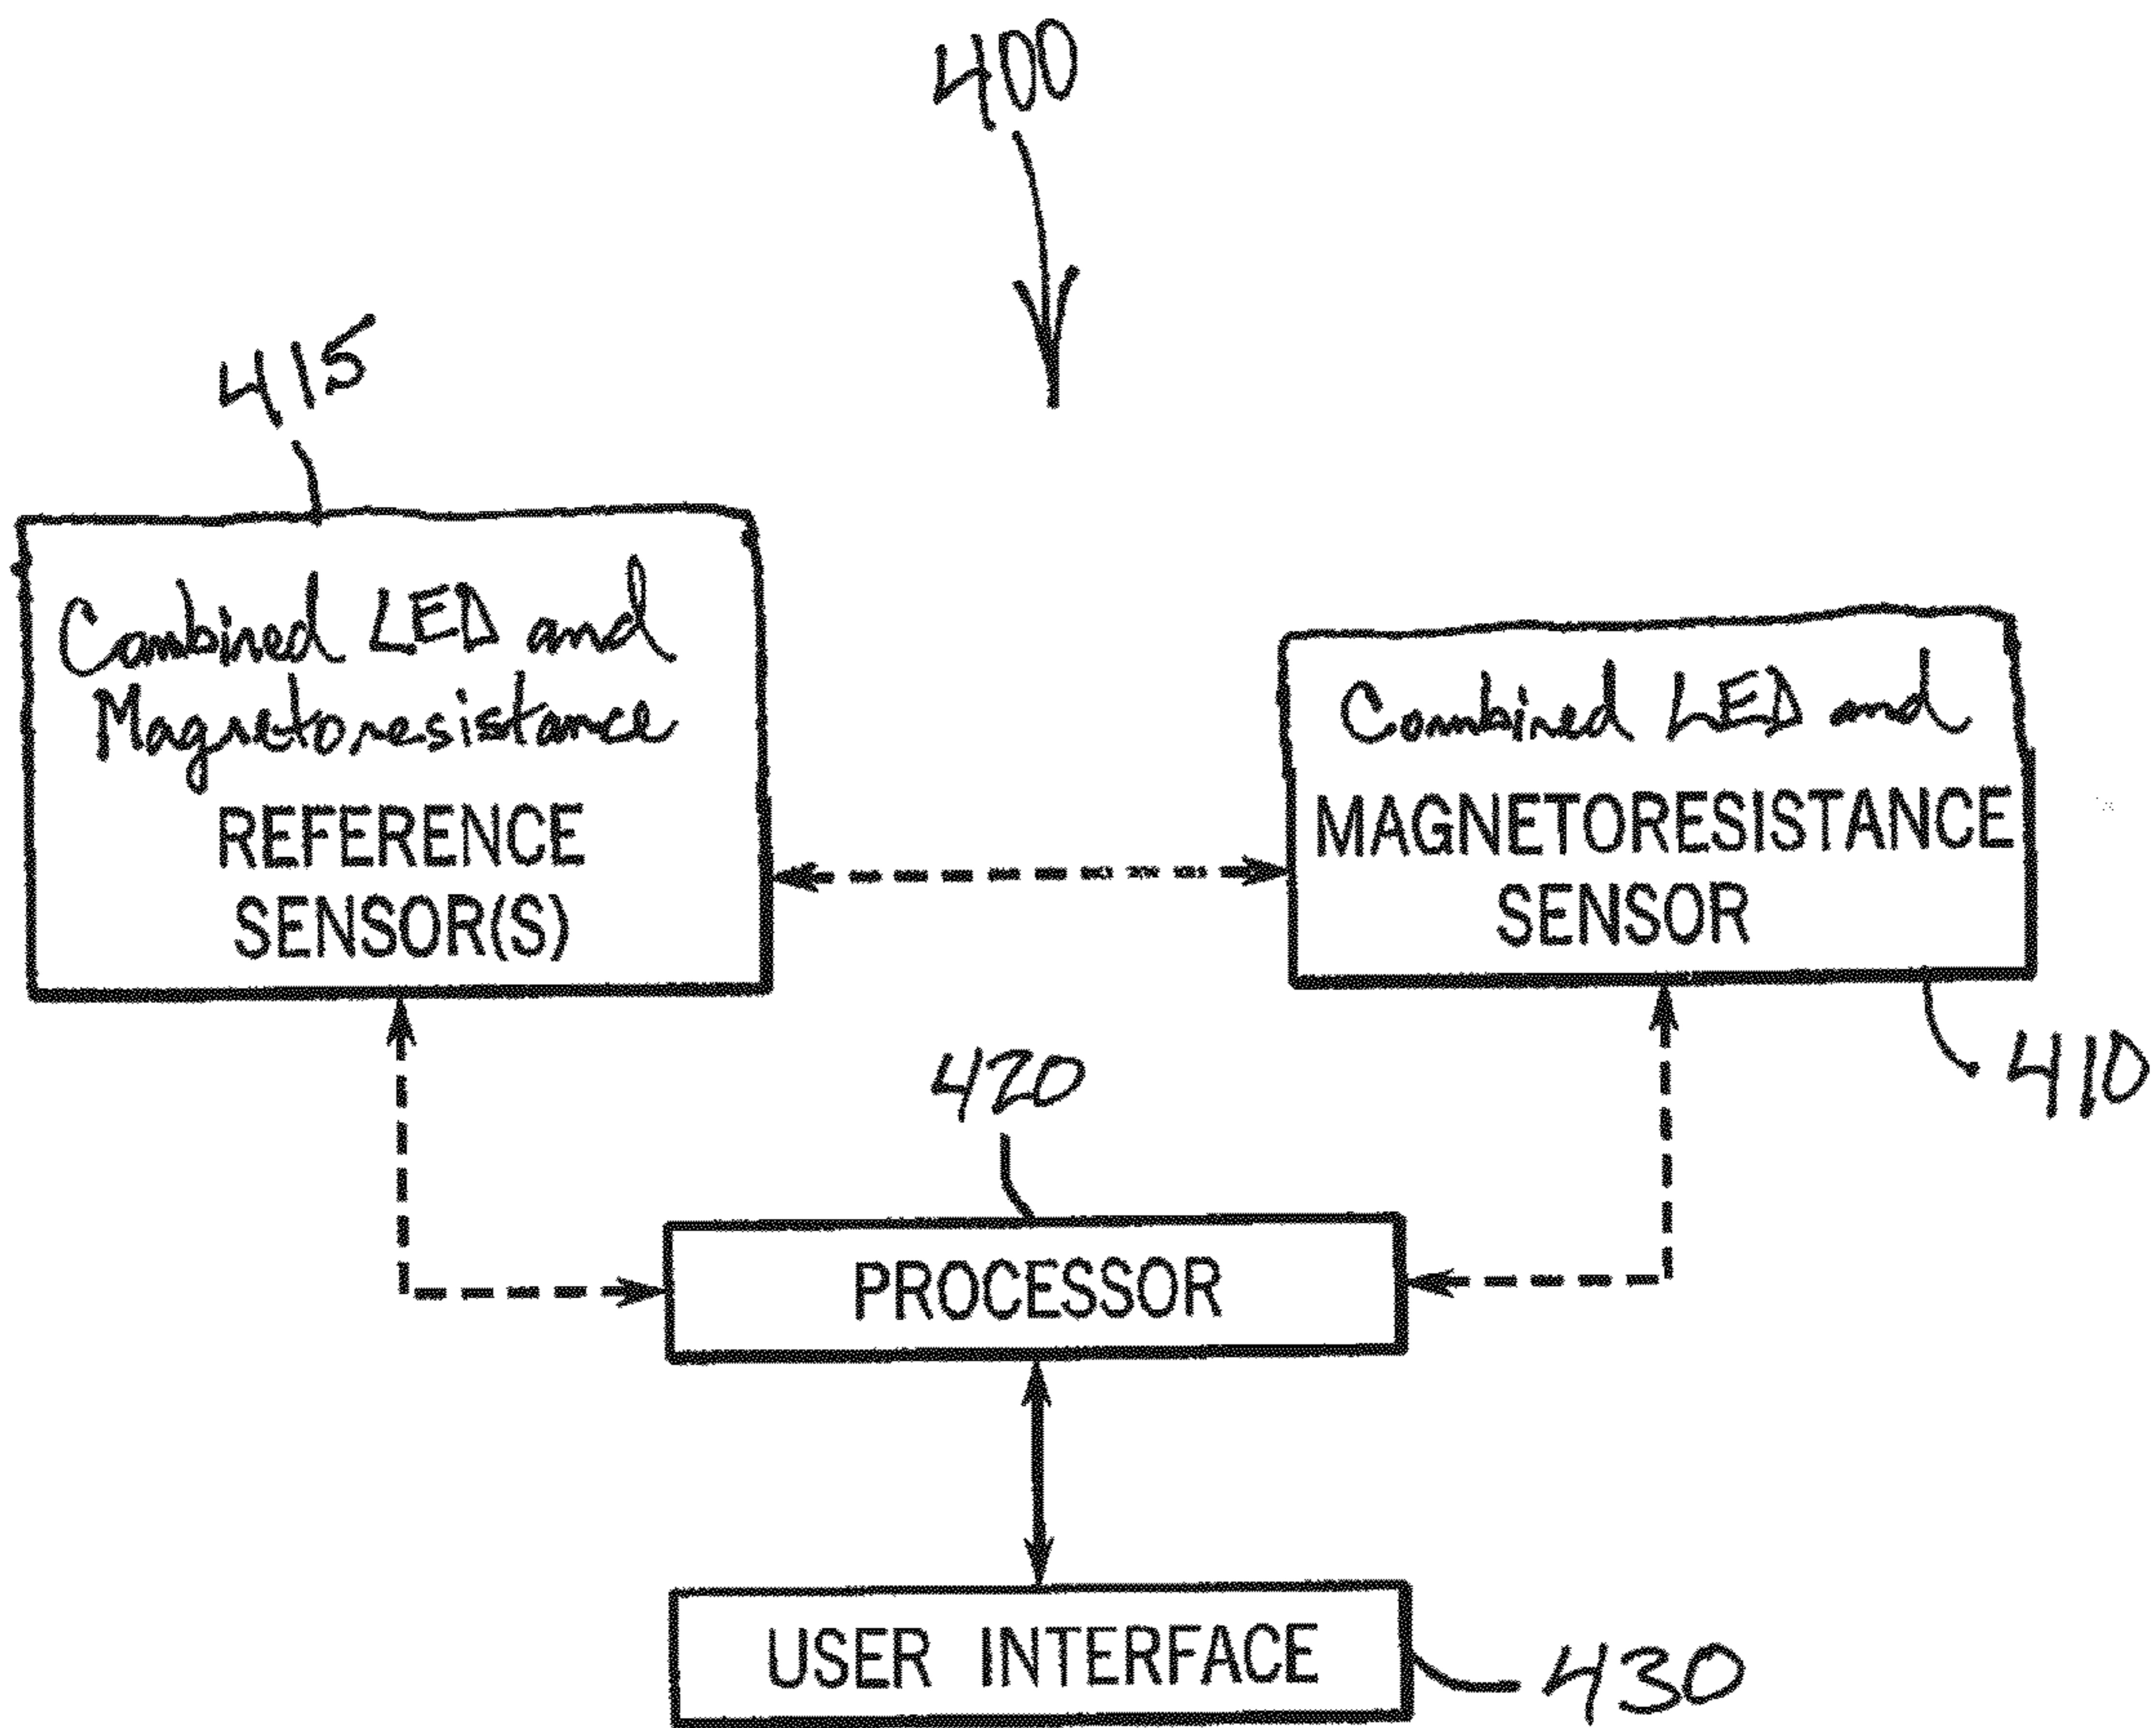 400
415
Combined LED and
Magnetoresistance
REFERENCE
SENSOR(S)
Combined LED and
MAGNETORESISTANCE
SENSOR
410
420
PROCESSOR
USER INTERFACE
430